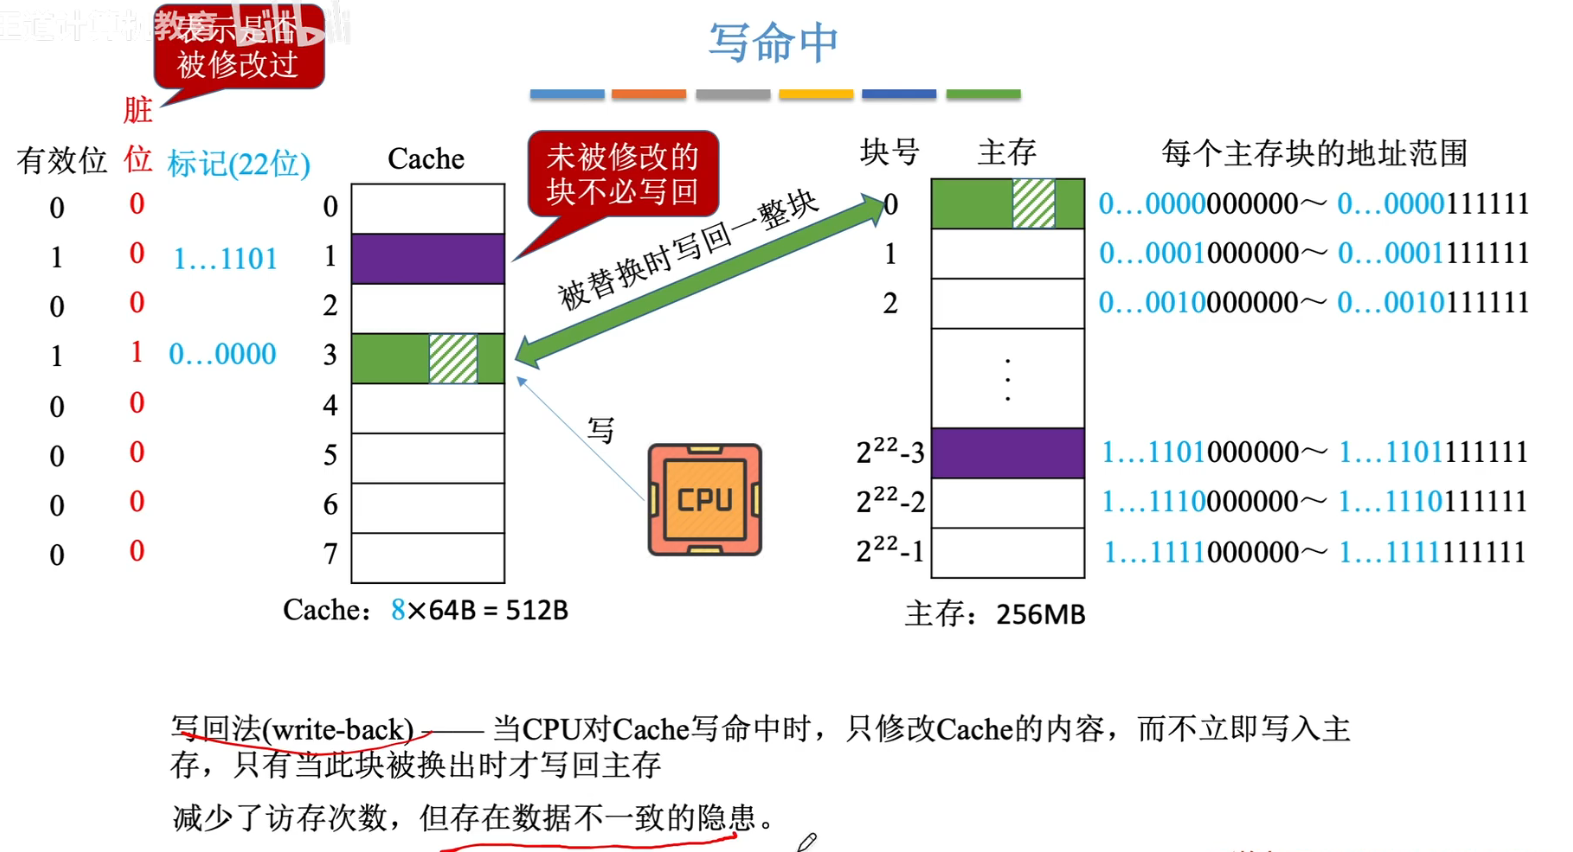 王道计算机教育 bilibili
表示是否
被修改过
写命中
脏
位
有效位
标记(22位)
Cache
未被修改的
块不必写回
块号
主存
每个主存块的地址范围
0 0 0
1 0 1…1101 1
0 0 2
1 1 0…0000 3
0 0 4
0 0 5
0 0 6
0 0 7
被替换时写回一整块
写
CPU
0 0…0000000000～ 0…0000111111
1 0…0001000000～ 0…0001111111
2 0…0010000000～ 0…0010111111
⋮
2²²-3 1…1101000000～ 1…1101111111
2²²-2 1…1110000000～ 1…1110111111
2²²-1 1…1111000000～ 1…1111111111
Cache：8×64B = 512B
主存：256MB
写回法(write-back) —— 当CPU对Cache写命中时，只修改Cache的内容，而不立即写入主
存，只有当此块被换出时才写回主存
减少了访存次数，但存在数据不一致的隐患。